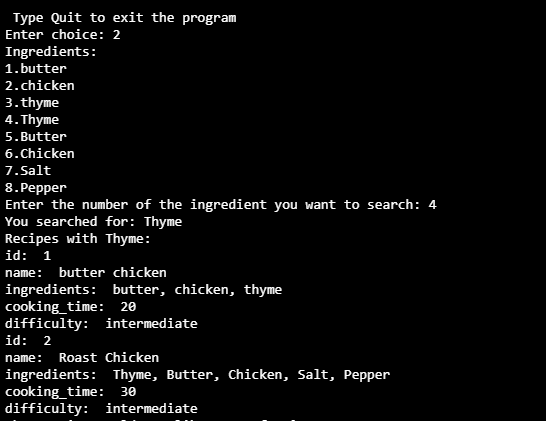 Type Quit to exit the program
Enter choice: 2
Ingredients:
1.butter
2.chicken
3.thyme
4.Thyme
5.Butter
6.Chicken
7.Salt
8.Pepper
Enter the number of the ingredient you want to search: 4
You searched for: Thyme
Recipes with Thyme:
id:  1
name:  butter chicken
ingredients:  butter, chicken, thyme
cooking_time:  20
difficulty:  intermediate
id:  2
name:  Roast Chicken
ingredients:  Thyme, Butter, Chicken, Salt, Pepper
cooking_time:  30
difficulty:  intermediate